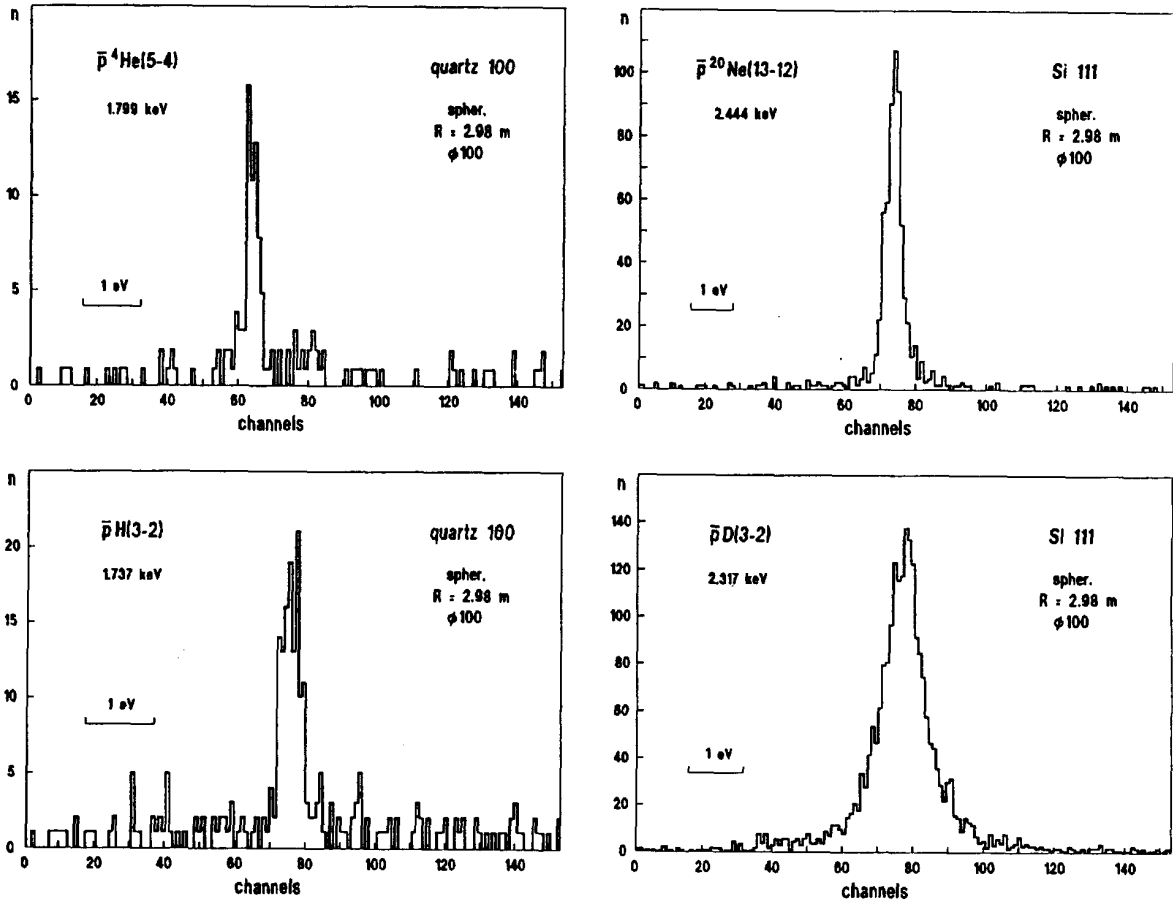 n
p̅ ⁴He(5-4)
quartz 100
1.799 keV
spher.
R = 2.98 m
ϕ 100
1 eV
15
10
5
0
0 20 40 60 80 100 120 140
channels
n
p̅ ²⁰Ne(13-12)
Si 111
2.444 keV
spher.
R = 2.98 m
ϕ 100
1 eV
100
80
60
40
20
0
0 20 40 60 80 100 120 140
channels
n
p̅ H(3-2)
quartz 100
1.737 keV
spher.
R = 2.98 m
ϕ 100
1 eV
20
15
10
5
0
0 20 40 60 80 100 120 140
channels
n
p̅ D(3-2)
Si 111
2.317 keV
spher.
R = 2.98 m
ϕ 100
1 eV
140
120
100
80
60
40
20
0
0 20 40 60 80 100 120 140
channels